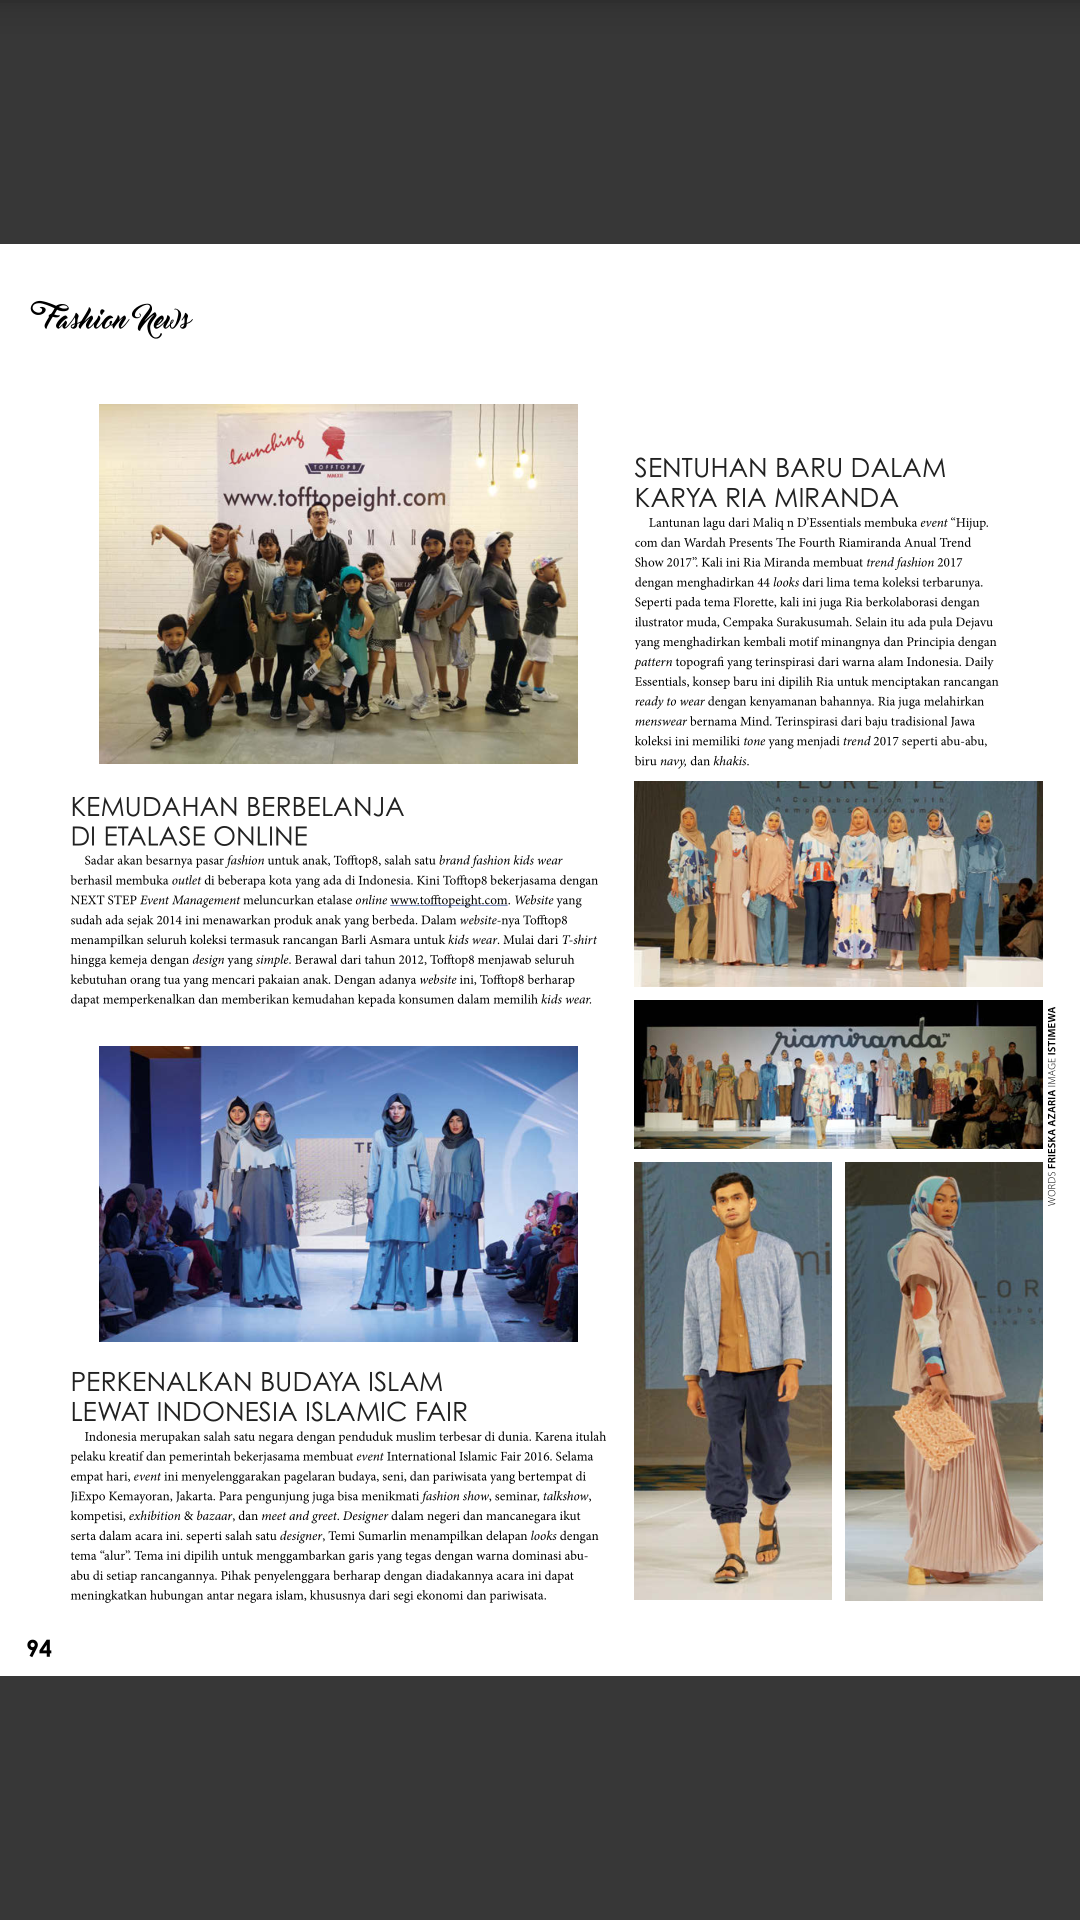 Fashion News
launching
TOFFTOP8
www.tofftopeight.com
By
KEMUDAHAN BERBELANJA
DI ETALASE ONLINE
Sadar akan besarnya pasar fashion untuk anak, Tofftop8, salah satu brand fashion kids wear
berhasil membuka outlet di beberapa kota yang ada di Indonesia. Kini Tofftop8 bekerjasama dengan
NEXT STEP Event Management meluncurkan etalase online www.tofftopeight.com. Website yang
sudah ada sejak 2014 ini menawarkan produk anak yang berbeda. Dalam website-nya Tofftop8
menampilkan seluruh koleksi termasuk rancangan Barli Asmara untuk kids wear. Mulai dari T-shirt
hingga kemeja dengan design yang simple. Berawal dari tahun 2012, Tofftop8 menjawab seluruh
kebutuhan orang tua yang mencari pakaian anak. Dengan adanya website ini, Tofftop8 berharap
dapat memperkenalkan dan memberikan kemudahan kepada konsumen dalam memilih kids wear.
TE
PERKENALKAN BUDAYA ISLAM
LEWAT INDONESIA ISLAMIC FAIR
Indonesia merupakan salah satu negara dengan penduduk muslim terbesar di dunia. Karena itulah
pelaku kreatif dan pemerintah bekerjasama membuat event International Islamic Fair 2016. Selama
empat hari, event ini menyelenggarakan pagelaran budaya, seni, dan pariwisata yang bertempat di
JiExpo Kemayoran, Jakarta. Para pengunjung juga bisa menikmati fashion show, seminar, talkshow,
kompetisi, exhibition & bazaar, dan meet and greet. Designer dalam negeri dan mancanegara ikut
serta dalam acara ini. seperti salah satu designer, Temi Sumarlin menampilkan delapan looks dengan
tema “alur”. Tema ini dipilih untuk menggambarkan garis yang tegas dengan warna dominasi abu-
abu di setiap rancangannya. Pihak penyelenggara berharap dengan diadakannya acara ini dapat
meningkatkan hubungan antar negara islam, khususnya dari segi ekonomi dan pariwisata.
SENTUHAN BARU DALAM
KARYA RIA MIRANDA
Lantunan lagu dari Maliq n D’Essentials membuka event “Hijup.
com dan Wardah Presents The Fourth Riamiranda Anual Trend
Show 2017”. Kali ini Ria Miranda membuat trend fashion 2017
dengan menghadirkan 44 looks dari lima tema koleksi terbarunya.
Seperti pada tema Florette, kali ini juga Ria berkolaborasi dengan
ilustrator muda, Cempaka Surakusumah. Selain itu ada pula Dejavu
yang menghadirkan kembali motif minangnya dan Principia dengan
pattern topografi yang terinspirasi dari warna alam Indonesia. Daily
Essentials, konsep baru ini dipilih Ria untuk menciptakan rancangan
ready to wear dengan kenyamanan bahannya. Ria juga melahirkan
menswear bernama Mind. Terinspirasi dari baju tradisional Jawa
koleksi ini memiliki tone yang menjadi trend 2017 seperti abu-abu,
biru navy, dan khakis.
FLORETTE
A Collaboration with
riamiranda™
mi
LOR
WORDS FRIESKA AZARIA IMAGE ISTIMEWA
94